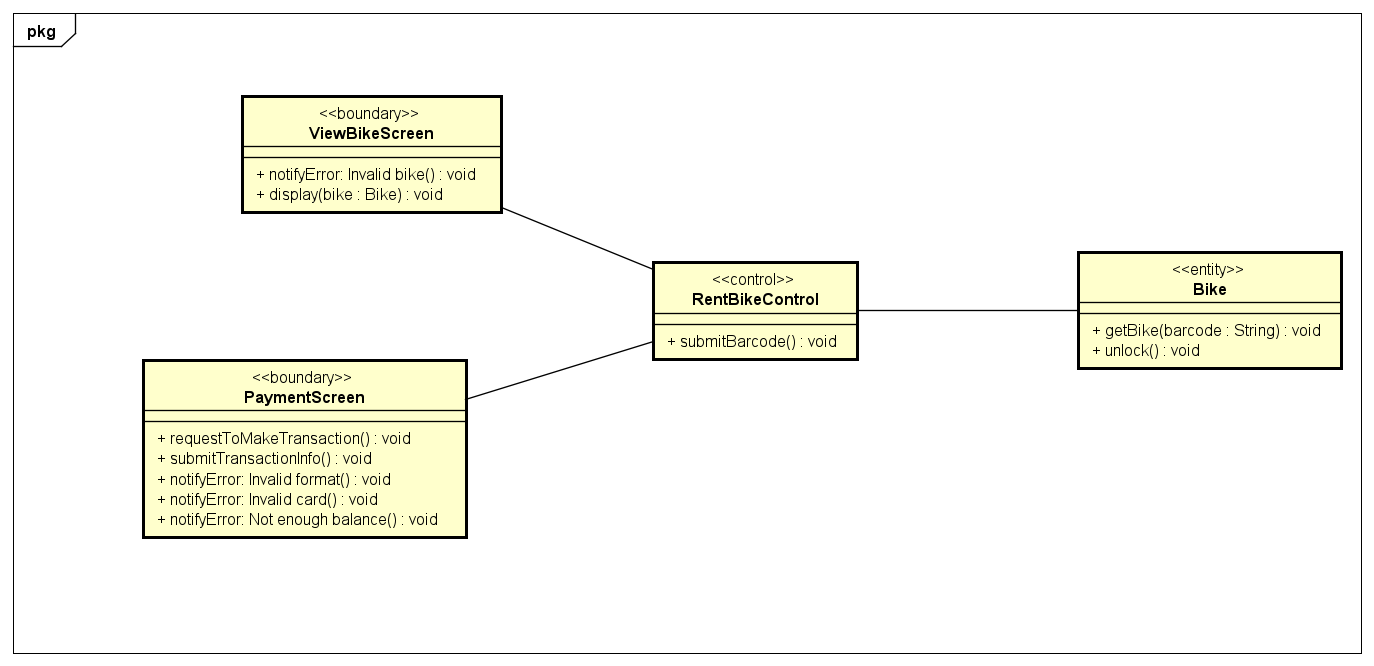 pkg
<<boundary>>
ViewBikeScreen
+ notifyError: Invalid bike() : void
+ display(bike : Bike) : void
<<control>>
RentBikeControl
+ submitBarcode() : void
<<entity>>
Bike
+ getBike(barcode : String) : void
+ unlock() : void
<<boundary>>
PaymentScreen
+ requestToMakeTransaction() : void
+ submitTransactionInfo() : void
+ notifyError: Invalid format() : void
+ notifyError: Invalid card() : void
+ notifyError: Not enough balance() : void